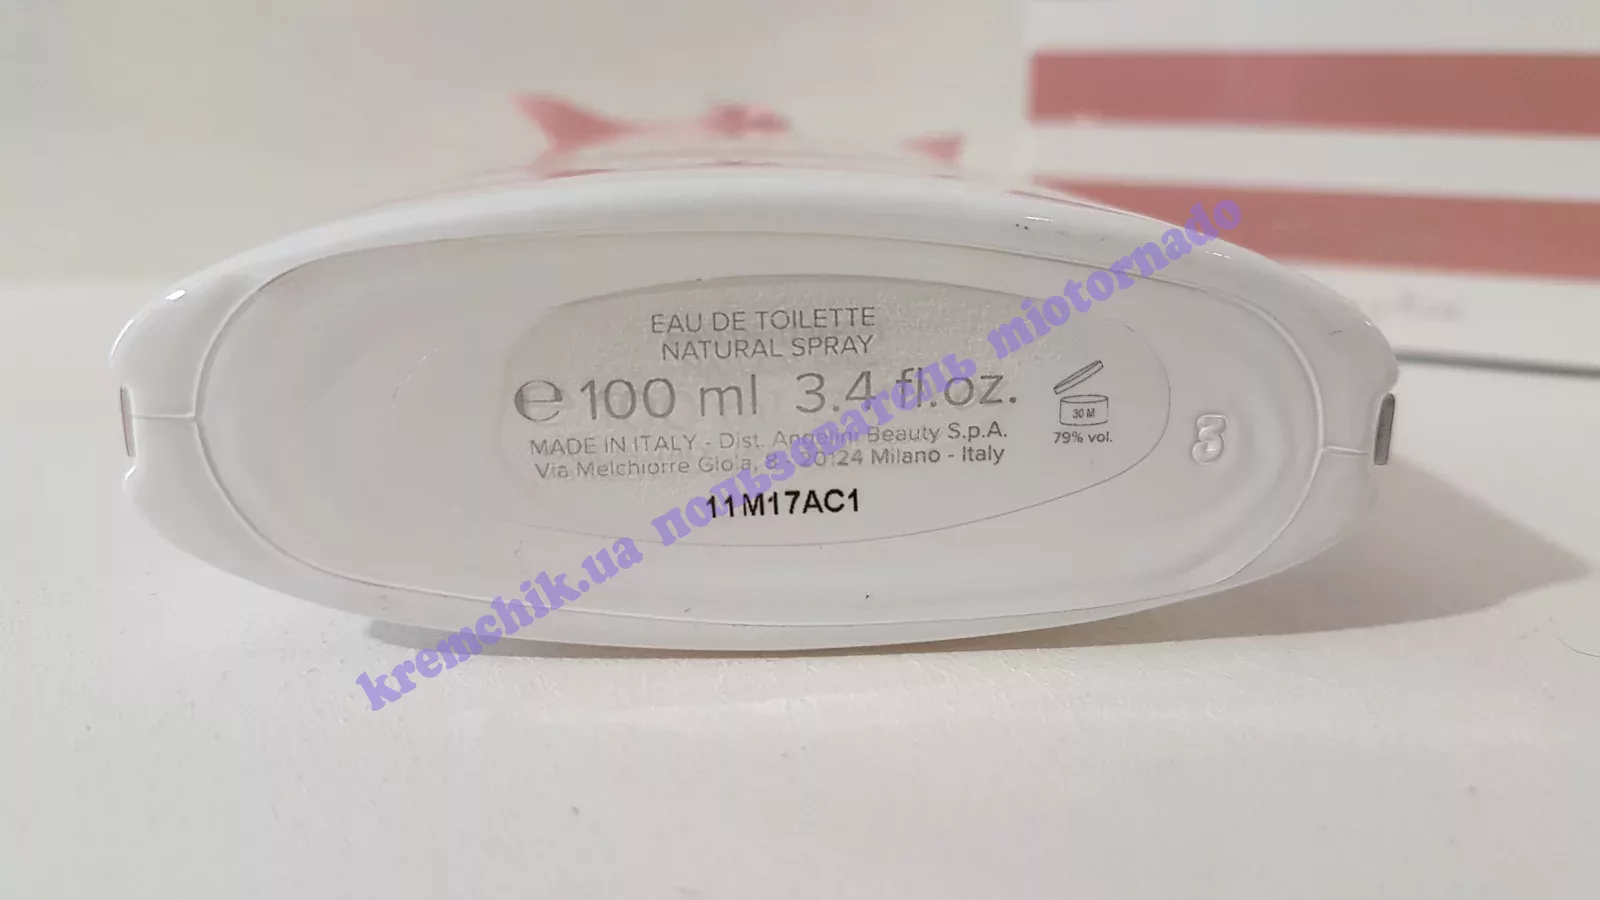 EAU DE TOILETTE
NATURAL SPRAY
℮ 100 ml 3.4 fl.oz.
MADE IN ITALY - Dist. Angelini Beauty S.p.A.
Via Melchiorre Gioia, 8 - 20124 Milano - Italy
11M17AC1
30 M
79% vol.
3
kremchik.ua пользователь miotornado